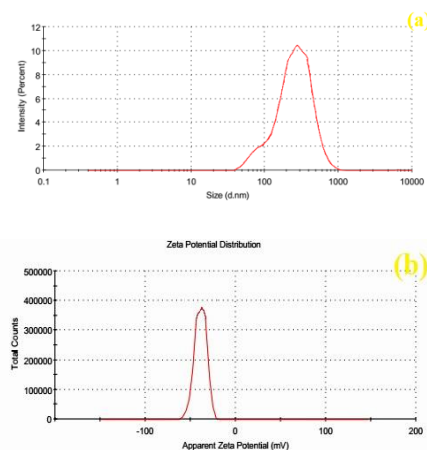 (a)
Intensity (Percent)
12
10
8
6
4
2
0
0.1 1 10 100 1000 10000
Size (d.nm)
Zeta Potential Distribution
(b)
Total Counts
500000
400000
300000
200000
100000
0
-100 0 100 200
Apparent Zeta Potential (mV)